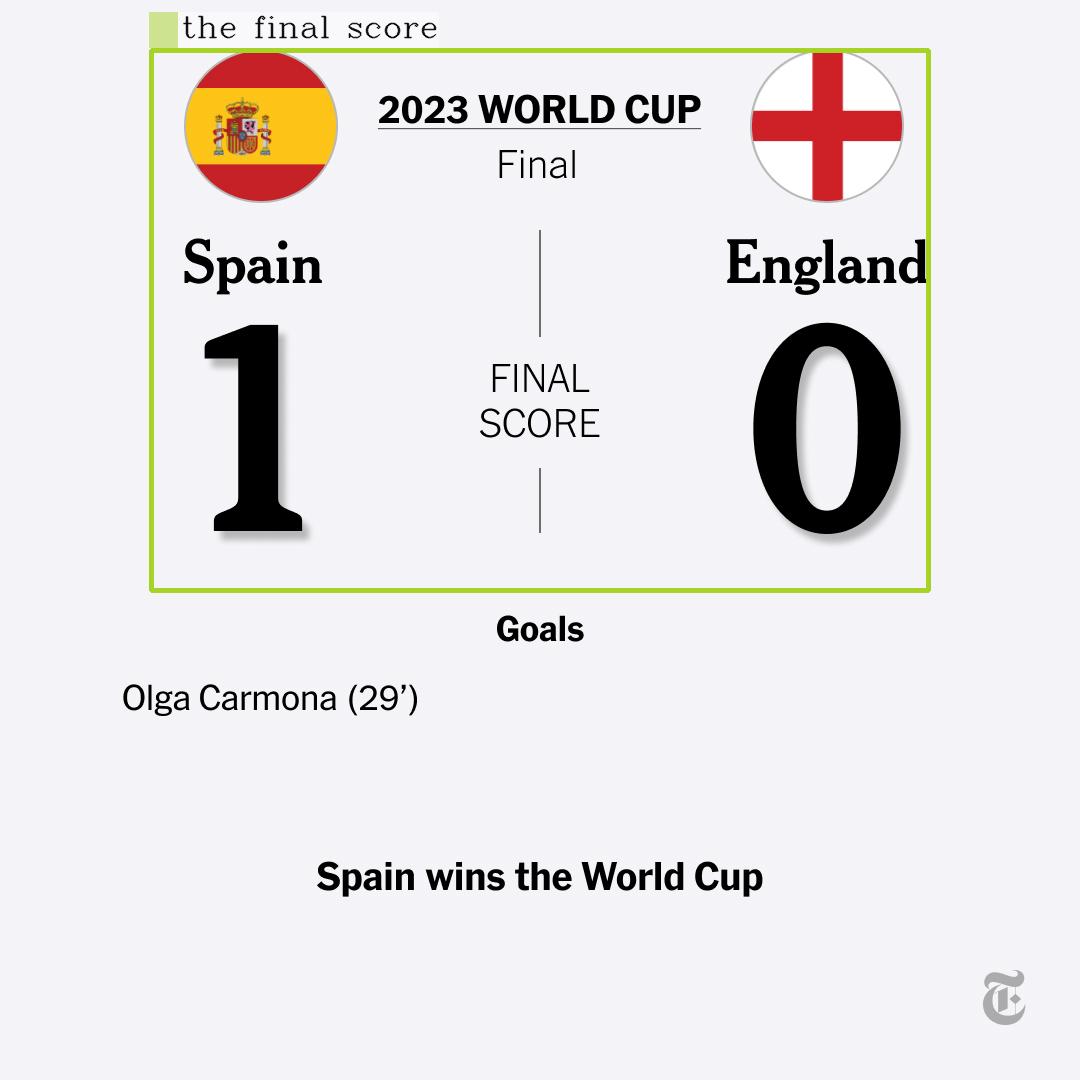 the final score
2023 WORLD CUP
Final
Spain
England
1
0
FINAL
SCORE
Goals
Olga Carmona (29’)
Spain wins the World Cup
T